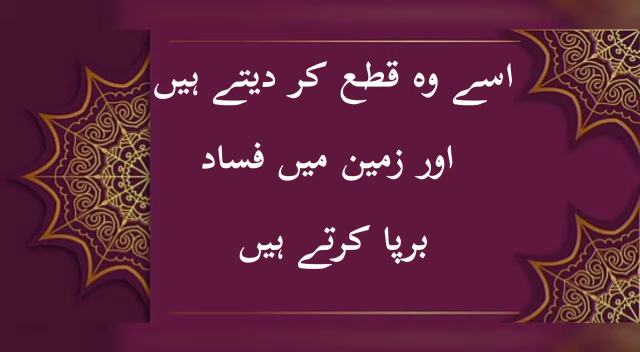 اسے وہ قطع کر دیتے ہیں
اور زمین میں فساد
برپا کرتے ہیں